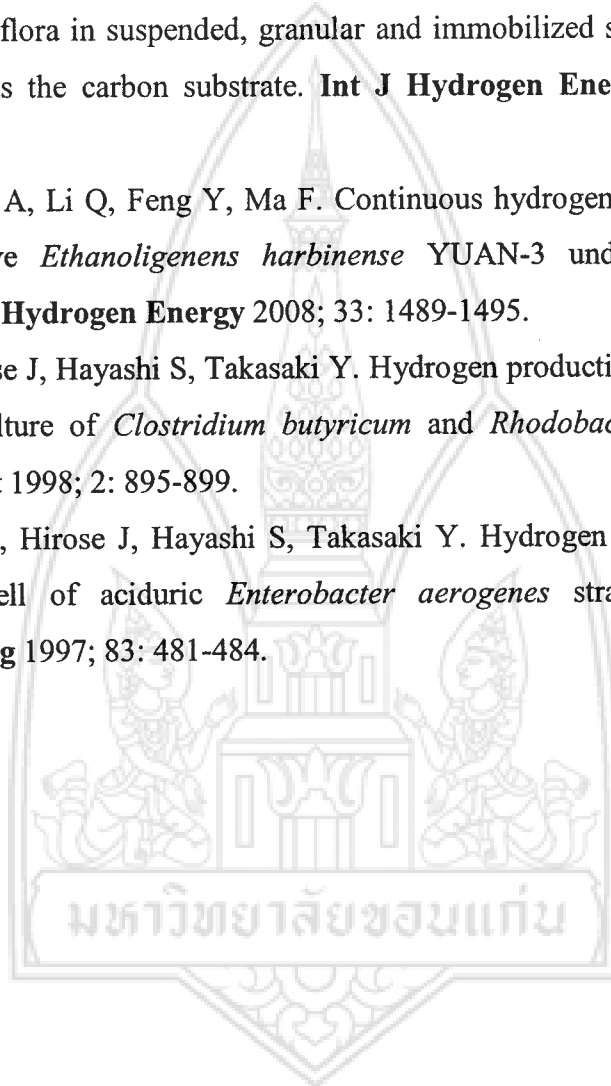 flora in suspended, granular and immobilized s
s the carbon substrate. Int J Hydrogen Ene
A, Li Q, Feng Y, Ma F. Continuous hydrogen
e Ethanoligenens harbinense YUAN-3 und
Hydrogen Energy 2008; 33: 1489-1495.
se J, Hayashi S, Takasaki Y. Hydrogen producti
lture of Clostridium butyricum and Rhodobac
t 1998; 2: 895-899.
, Hirose J, Hayashi S, Takasaki Y. Hydrogen
ell of aciduric Enterobacter aerogenes stra
g 1997; 83: 481-484.
มหาวิทยาลัยขอนแก่น